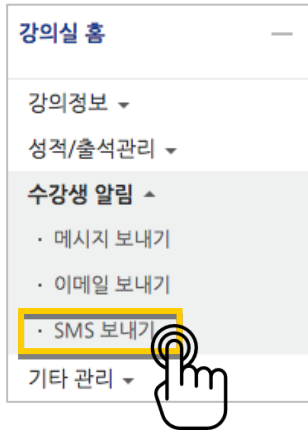 강의실 홈
강의정보
성적/출석관리
수강생 알림
· 메시지 보내기
· 이메일 보내기
· SMS 보내기
기타 관리